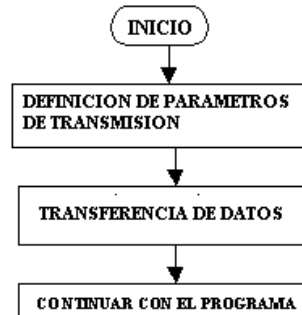 INICIO
DEFINICION DE PARAMETROS
DE TRANSMISION
TRANSFERENCIA DE DATOS
CONTINUAR CON EL PROGRAMA